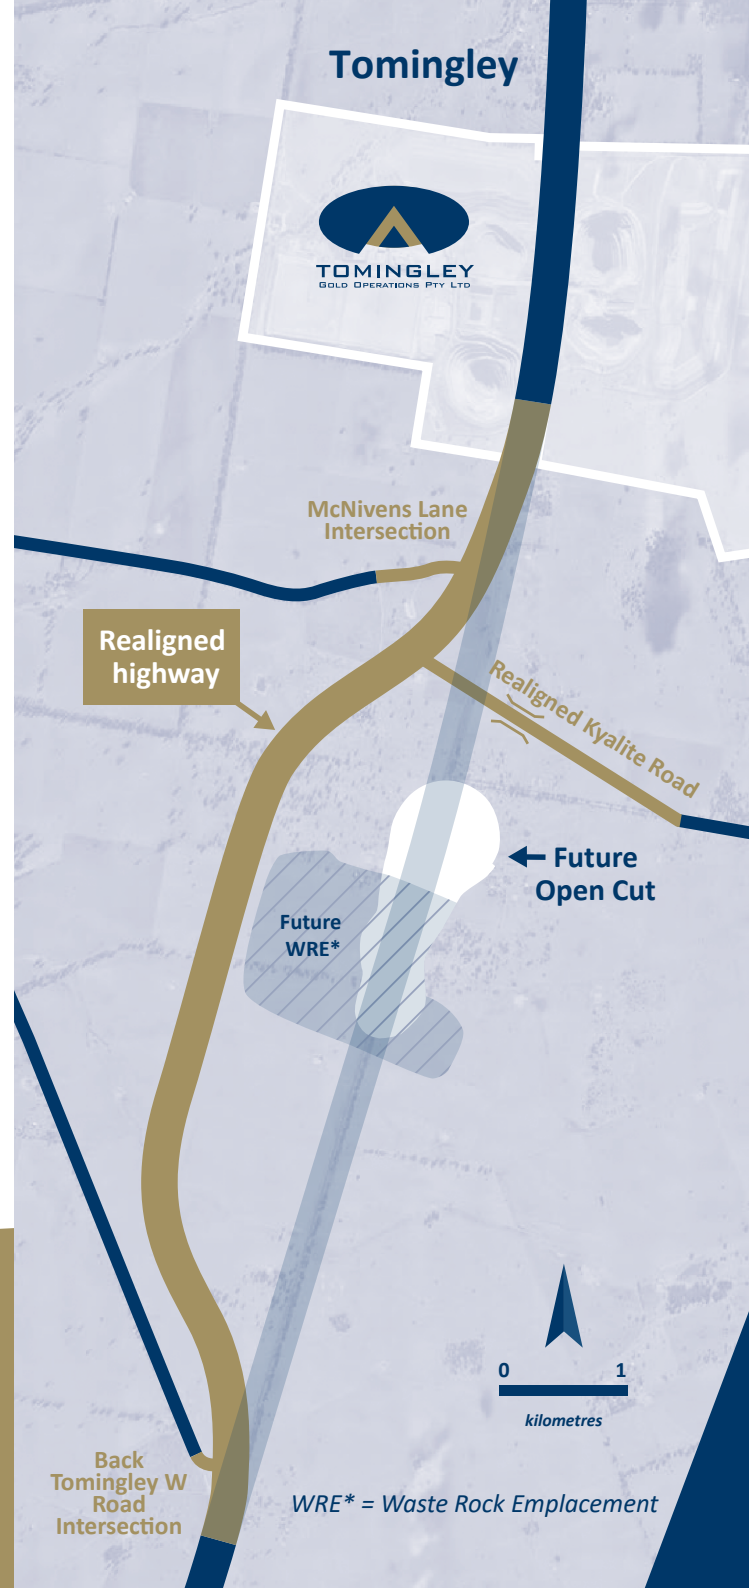 Tomingley
TOMINGLEY
GOLD OPERATIONS PTY LTD
McNivens Lane
Intersection
Realigned
highway
Realigned Kyalite Road
Future
Open Cut
Future
WRE*
0 1
kilometres
Back
Tomingley W
Road
Intersection
WRE* = Waste Rock Emplacement